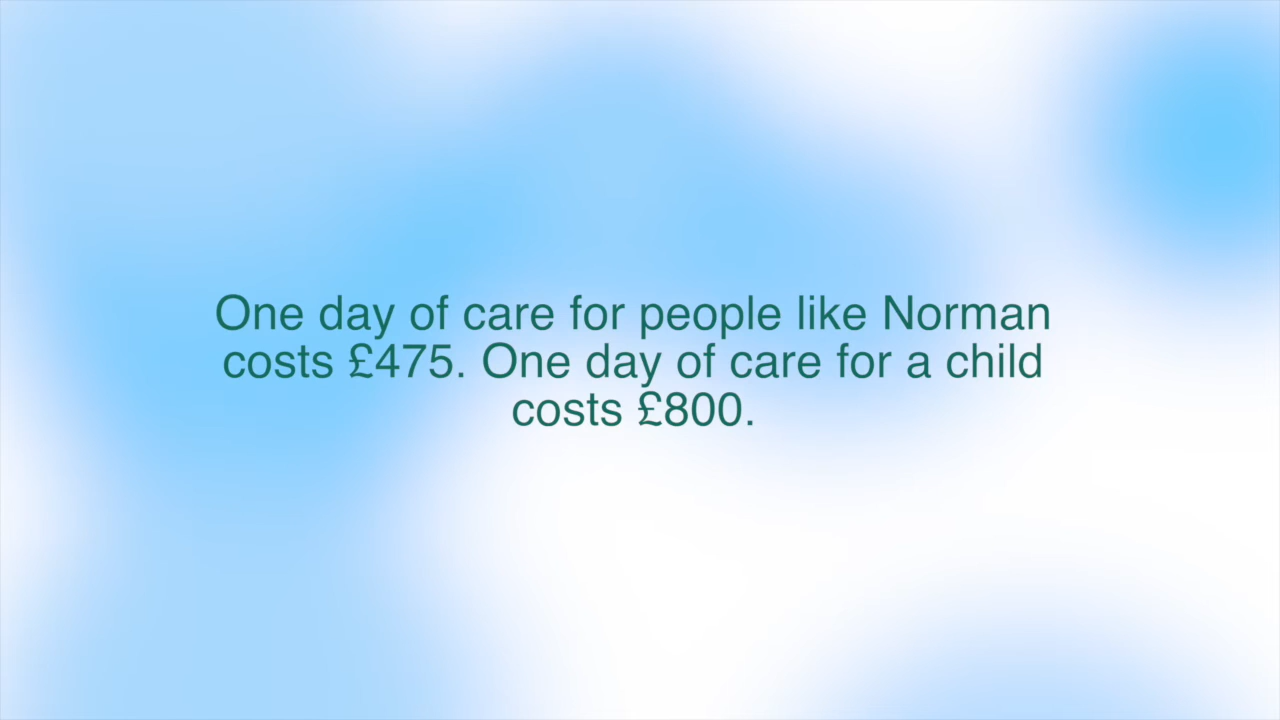 One day of care for people like Norman
costs £475. One day of care for a child
costs £800.